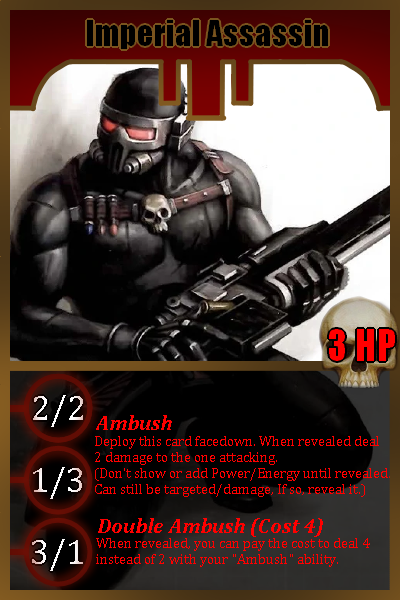 Imperial Assassin
3 HP
2/2
Ambush
Deploy this card facedown. When revealed deal
2 damage to the one attacking.
1/3
(Don't show or add Power/Energy until revealed.
Can still be targeted/damage. If so, reveal it.)
Double Ambush (Cost 4)
3/1
When revealed, you can pay the cost to deal 4
instead of 2 with your "Ambush" ability.